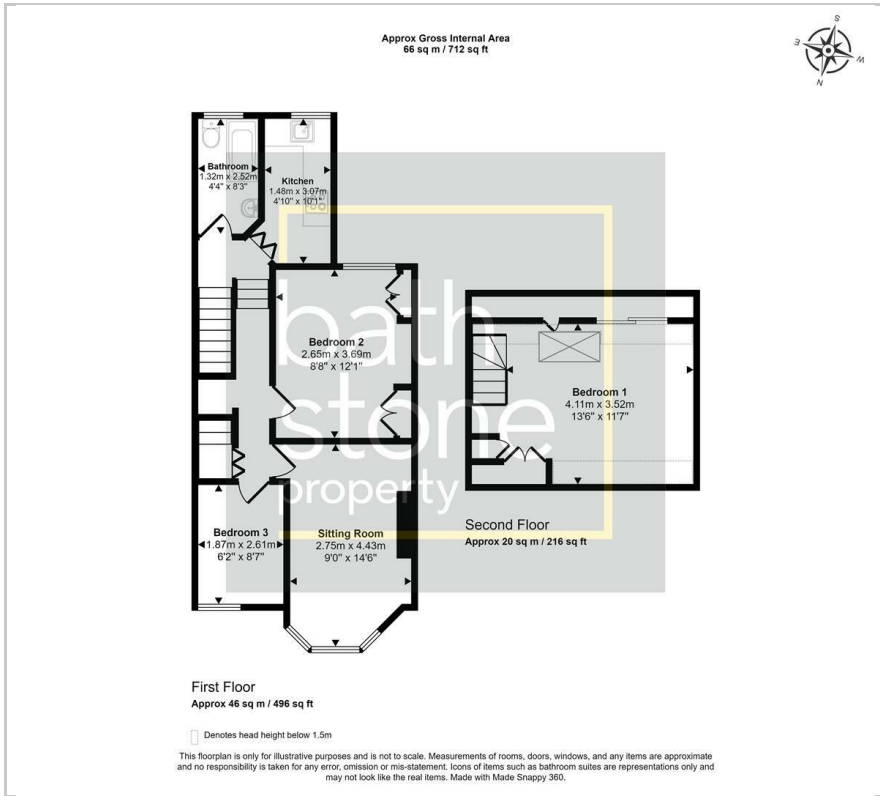 Approx Gross Internal Area
66 sq m / 712 sq ft
S
E
W
N
Bathroom
1.32m x 2.52m
4'4" x 8'3"
Kitchen
1.48m x 3.07m
4'10" x 10'1"
Bedroom 2
2.65m x 3.69m
8'8" x 12'1"
Bedroom 1
4.11m x 3.52m
13'6" x 11'7"
bath
stone
property
Bedroom 3
1.87m x 2.61m
6'2" x 8'7"
Sitting Room
2.75m x 4.43m
9'0" x 14'6"
Second Floor
Approx 20 sq m / 216 sq ft
First Floor
Approx 46 sq m / 496 sq ft
Denotes head height below 1.5m
This floorplan is only for illustrative purposes and is not to scale. Measurements of rooms, doors, windows, and any items are approximate
and no responsibility is taken for any error, omission or mis-statement. Icons of items such as bathroom suites are representations only and
may not look like the real items. Made with Made Snappy 360.